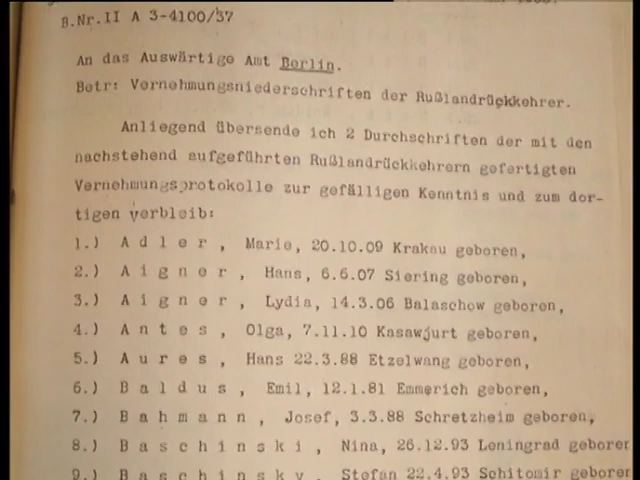 B.Nr.II A 3-4100/37
An das Auswärtige Amt Berlin.
Betr: Vernehmungsniederschriften der Rußlandrückkehrer.
Anliegend übersende ich 2 Durchschriften der mit den
nachstehend aufgeführten Rußlandrückkehrern gefertigten
Vernehmungsprotokolle zur gefälligen Kenntnis und zum dor-
tigen Verbleib:
1.) A d l e r , Marie, 20.10.09 Krakau geboren,
2.) A i g n e r , Hans, 6.6.07 Siering geboren,
3.) A i g n e r , Lydia, 14.3.06 Balaschow geboren,
4.) A n t e s , Olga, 7.11.10 Kasawjurt geboren,
5.) A u r e s , Hans 22.3.88 Etzelwang geboren,
6.) B a l d u s , Emil, 12.1.81 Emmerich geboren,
7.) B a h m a n n , Josef, 3.3.88 Schretzheim geboren,
8.) B a s c h i n s k i , Nina, 26.12.93 Leningrad geboren
9.) B a s c h i n s k y , Stefan 22.4.93 Schitomir geboren